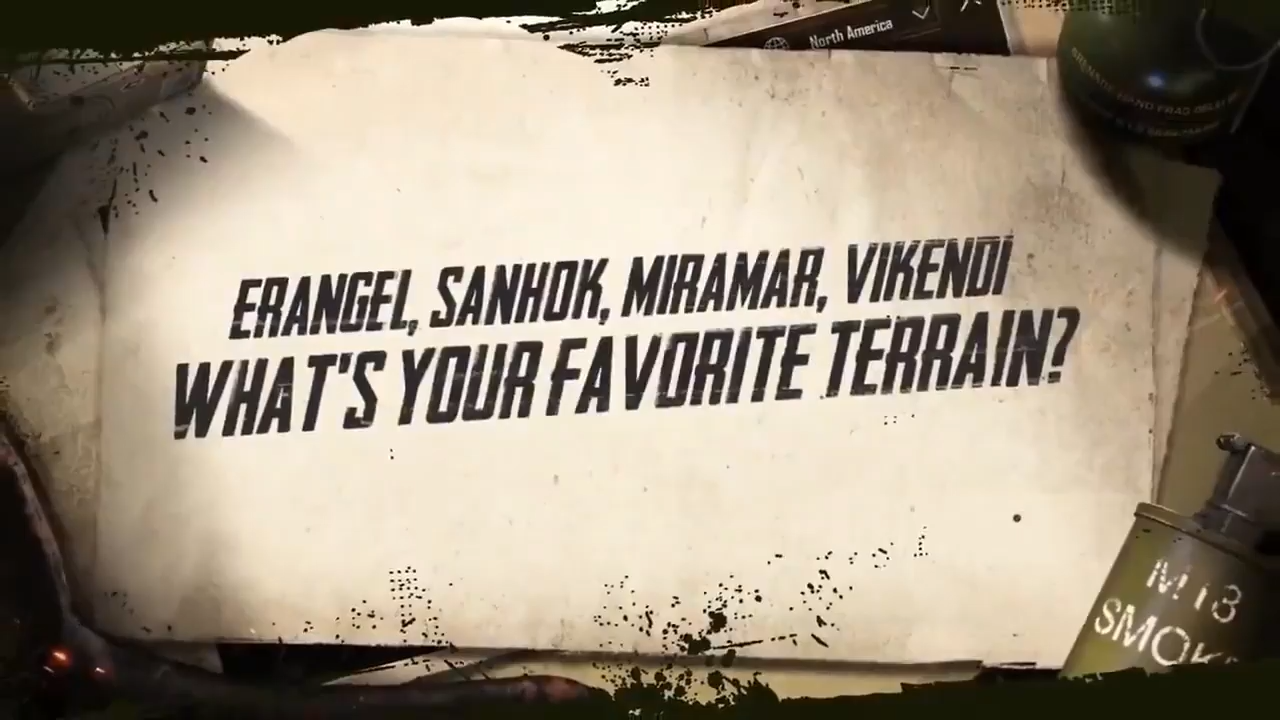 North America
ERANGEL, SANHOK, MIRAMAR, VIKENDI
WHAT'S YOUR FAVORITE TERRAIN?
M18
SMOK